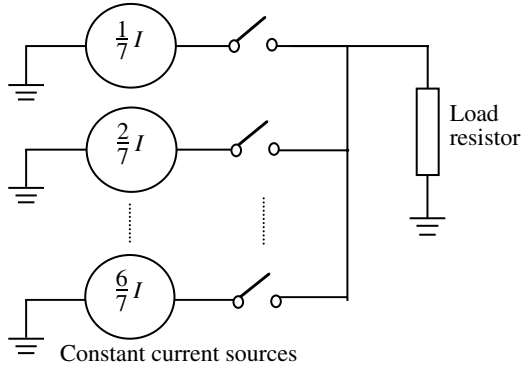 1/7 I
2/7 I
6/7 I
Load
resistor
Constant current sources